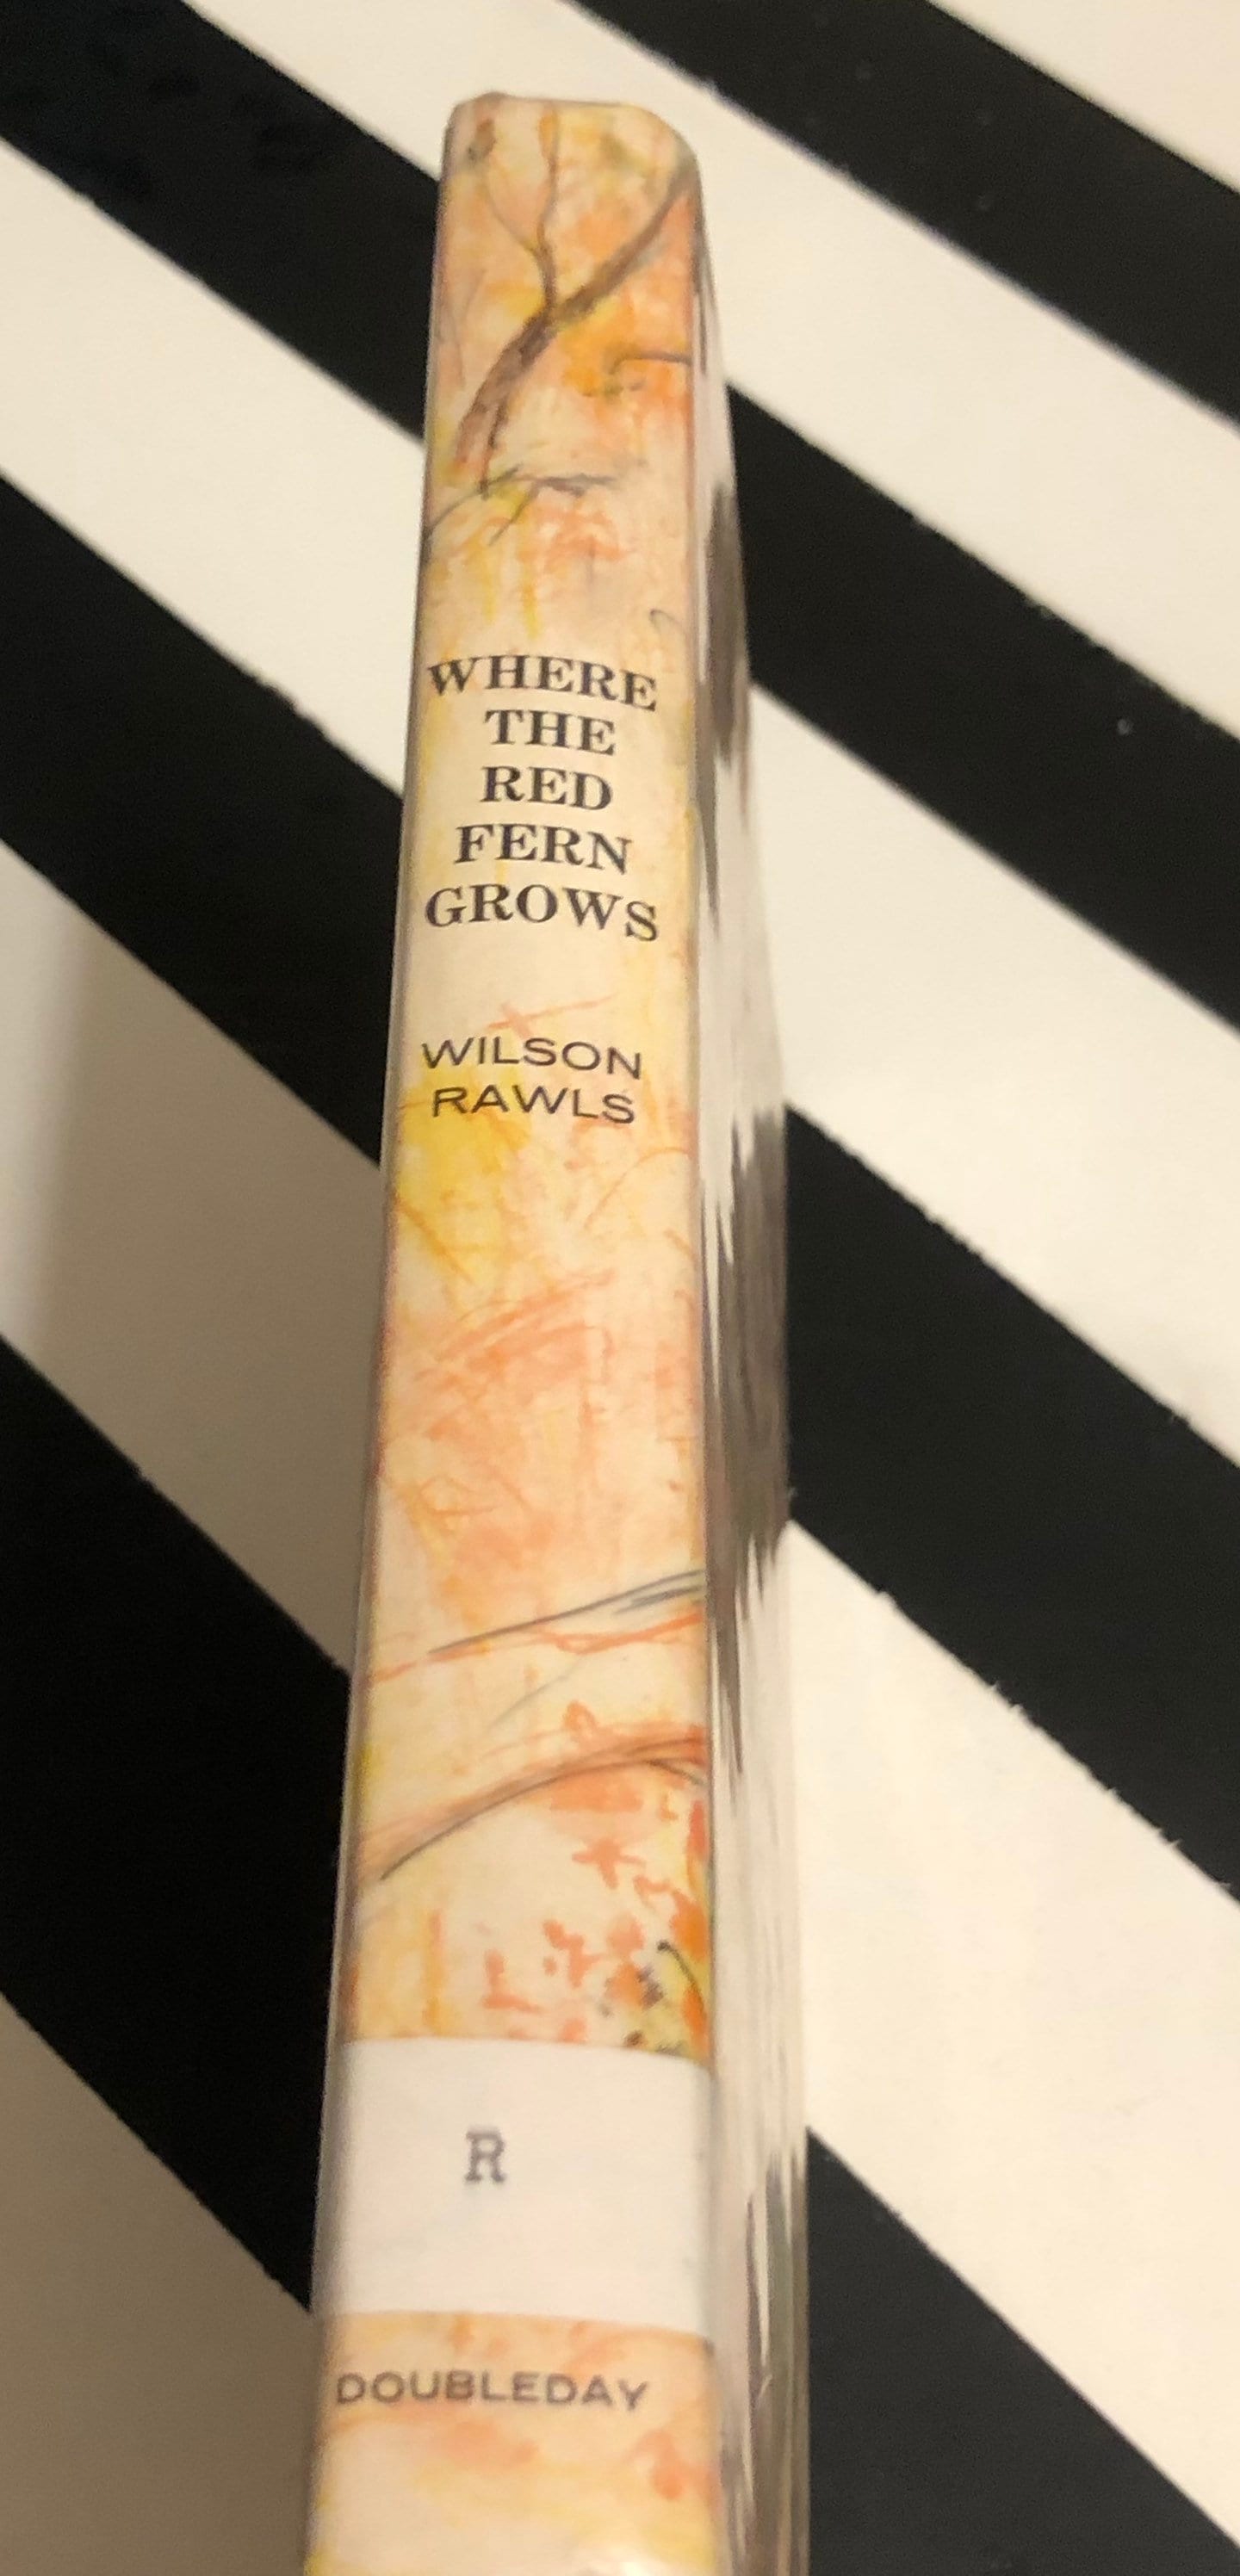 WHERE
THE
RED
FERN
GROWS
WILSON
RAWLS
R
DOUBLEDAY